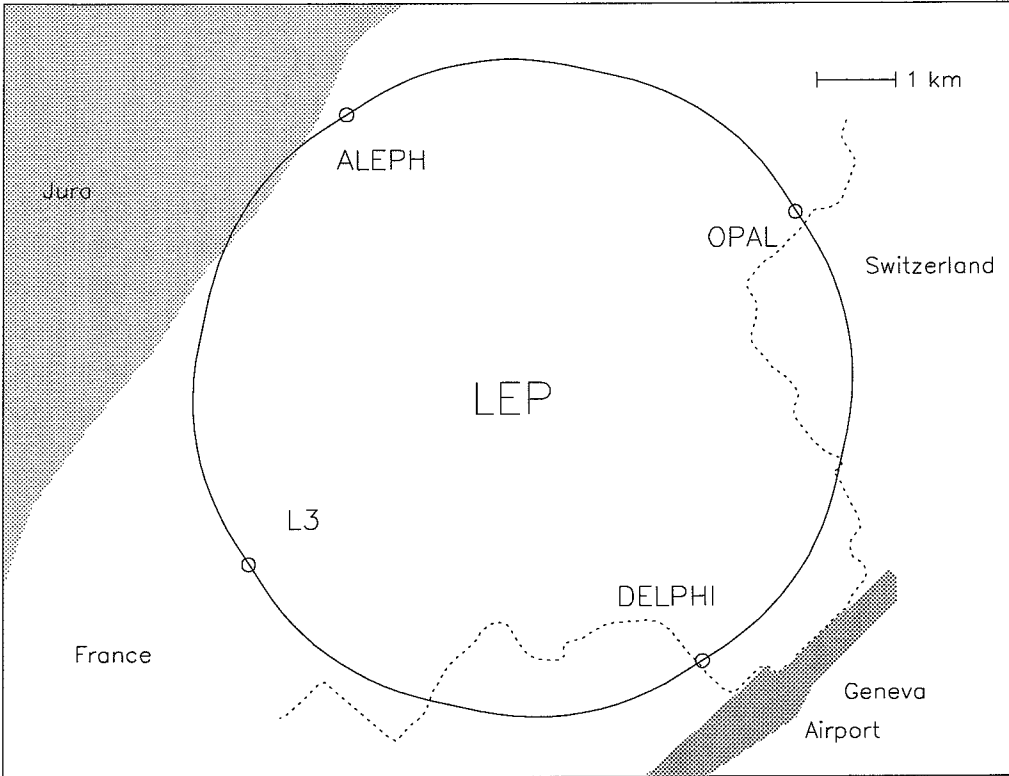 1 km
ALEPH
Jura
OPAL
Switzerland
LEP
L3
DELPHI
France
Geneva
Airport